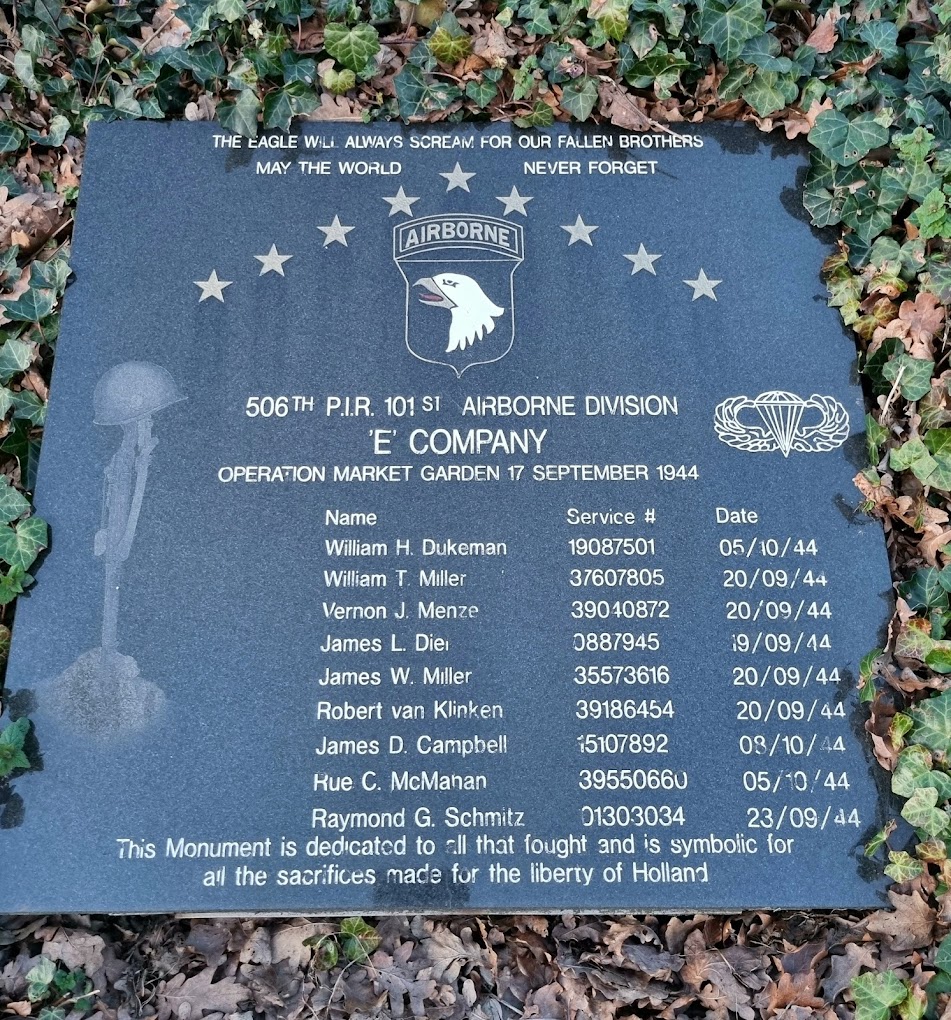 THE EAGLE WILL ALWAYS SCREAM FOR OUR FALLEN BROTHERS
MAY THE WORLD NEVER FORGET
AIRBORNE
506TH P.I.R. 101ST AIRBORNE DIVISION
'E' COMPANY
OPERATION MARKET GARDEN 17 SEPTEMBER 1944
Name Service # Date
William H. Dukeman 19087501 05/10/44
William T. Miller 37607805 20/09/44
Vernon J. Menze 39040872 20/09/44
James L. Diel 0887945 19/09/44
James W. Miller 35573616 20/09/44
Robert van Klinken 39186454 20/09/44
James D. Campbell 15107892 08/10/44
Rue C. McMahan 39550660 05/10/44
Raymond G. Schmitz 01303034 23/09/44
This Monument is dedicated to all that fought and is symbolic for
all the sacrifices made for the liberty of Holland